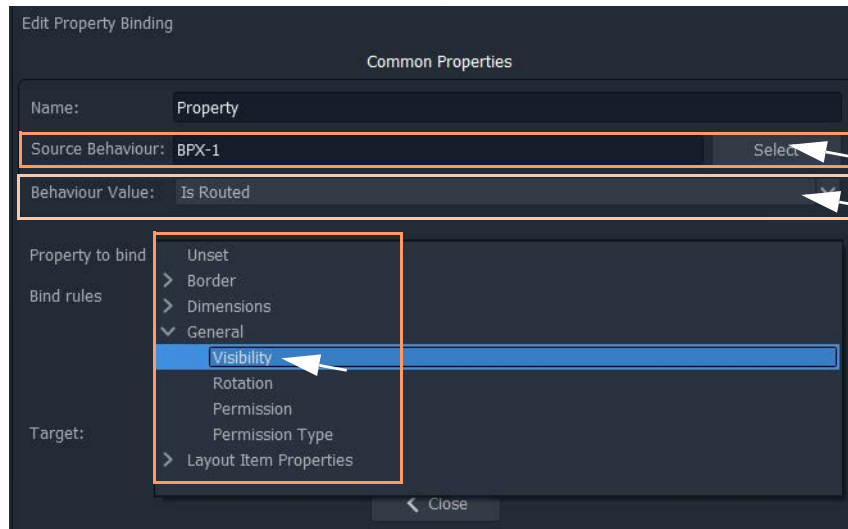 Edit Property Binding
Common Properties
Name: Property
Source Behaviour: BPX-1 Select
Behaviour Value: Is Routed
Property to bind Unset
Border
Bind rules
Dimensions
General
Visibility
Rotation
Permission
Target: Permission Type
Layout Item Properties
Close